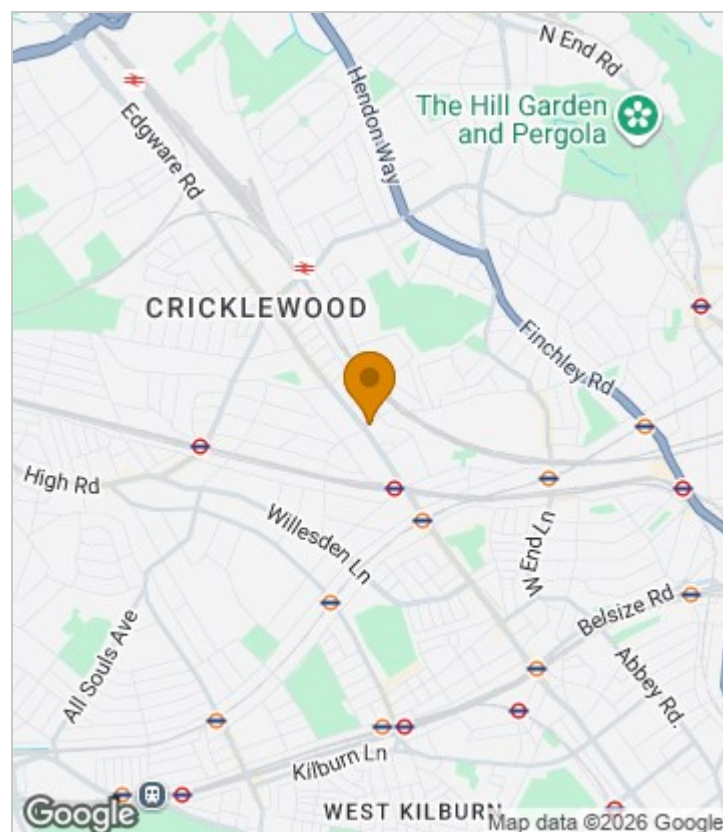 N End Rd
The Hill Garden
and Pergola
Hendon Way
Edgware Rd
CRICKLEWOOD
Finchley Rd
High Rd
Willesden Ln
W End Ln
Belsize Rd
All Souls Ave
Abbey Rd.
Kilburn Ln
WEST KILBURN
Google
Map data ©2026 Google